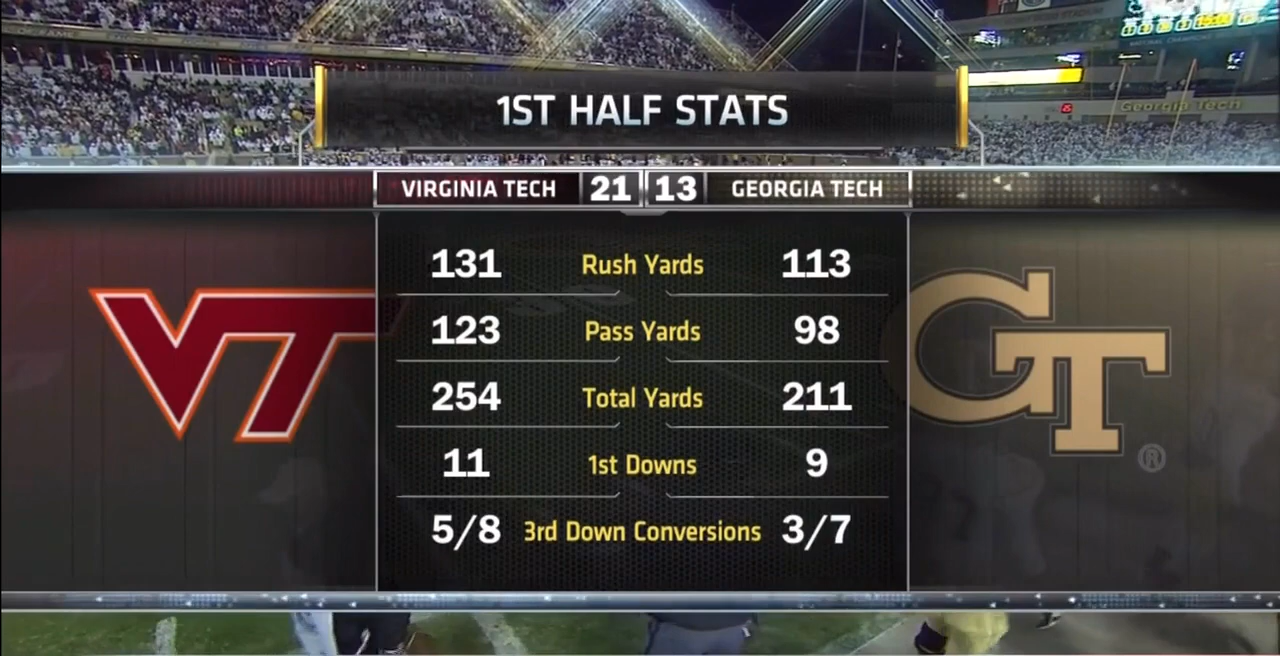 1ST HALF STATS
VIRGINIA TECH 21 13 GEORGIA TECH
131 Rush Yards 113
123 Pass Yards 98
254 Total Yards 211
11 1st Downs 9
5/8 3rd Down Conversions 3/7
VT
GT ®
Georgia Tech